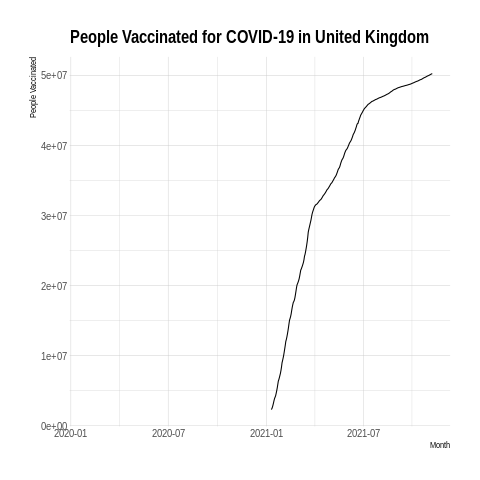 People Vaccinated for COVID-19 in United Kingdom
People Vaccinated
5e+07
4e+07
3e+07
2e+07
1e+07
0e+00
2020-01 2020-07 2021-01 2021-07
Month